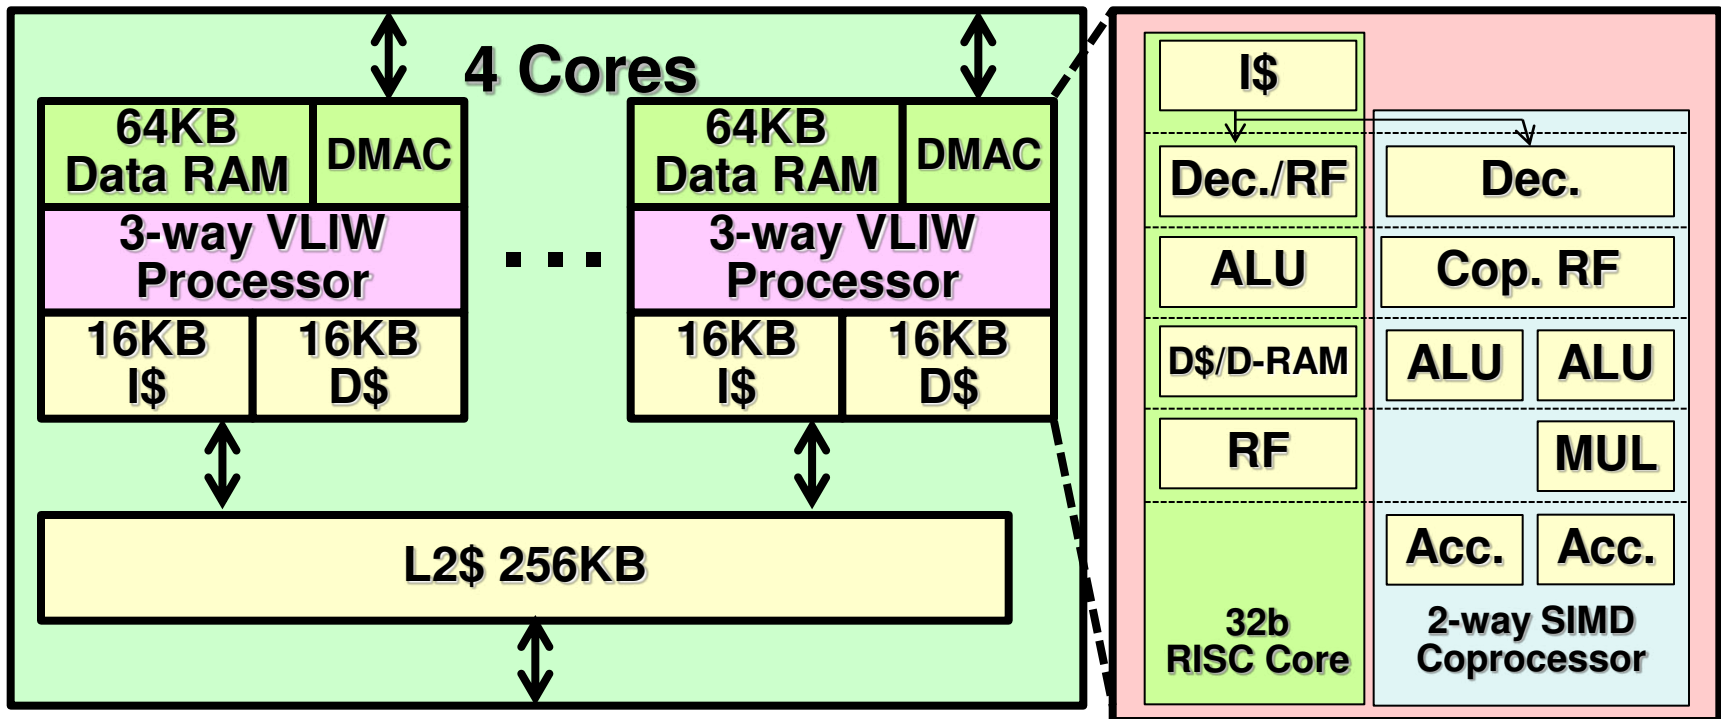 4 Cores
64KB
Data RAM
DMAC
3-way VLIW
Processor
16KB
I$
16KB
D$
64KB
Data RAM
DMAC
3-way VLIW
Processor
16KB
I$
16KB
D$
L2$ 256KB
I$
Dec./RF
Dec.
ALU
Cop. RF
D$/D-RAM
ALU
ALU
RF
MUL
Acc.
Acc.
32b
RISC Core
2-way SIMD
Coprocessor